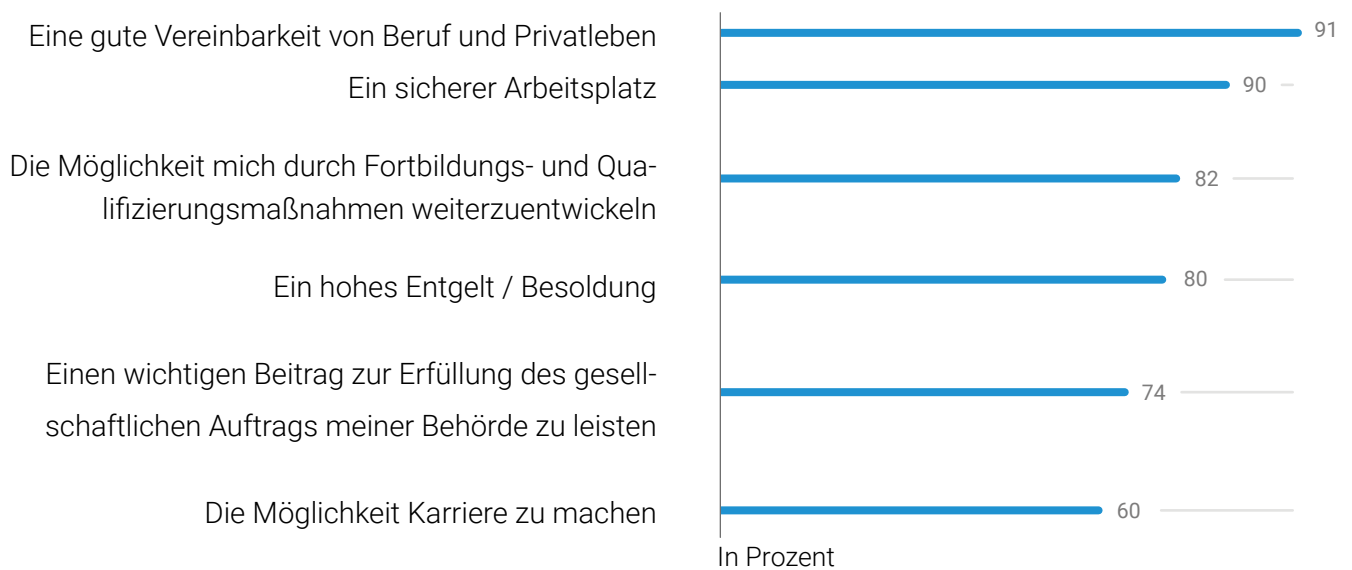 Eine gute Vereinbarkeit von Beruf und Privatleben 91
Ein sicherer Arbeitsplatz 90
Die Möglichkeit mich durch Fortbildungs- und Qua-
lifizierungsmaßnahmen weiterzuentwickeln 82
Ein hohes Entgelt / Besoldung 80
Einen wichtigen Beitrag zur Erfüllung des gesell-
schaftlichen Auftrags meiner Behörde zu leisten 74
Die Möglichkeit Karriere zu machen 60
In Prozent